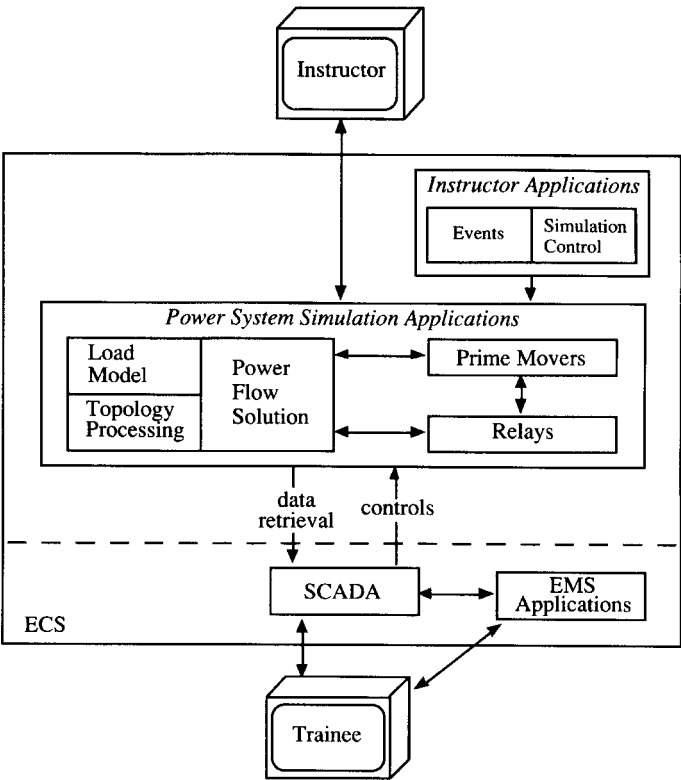 Instructor
Instructor Applications
Events
Simulation
Control
Power System Simulation Applications
Load
Model
Topology
Processing
Power
Flow
Solution
Prime Movers
Relays
data
retrieval
controls
SCADA
EMS
Applications
ECS
Trainee